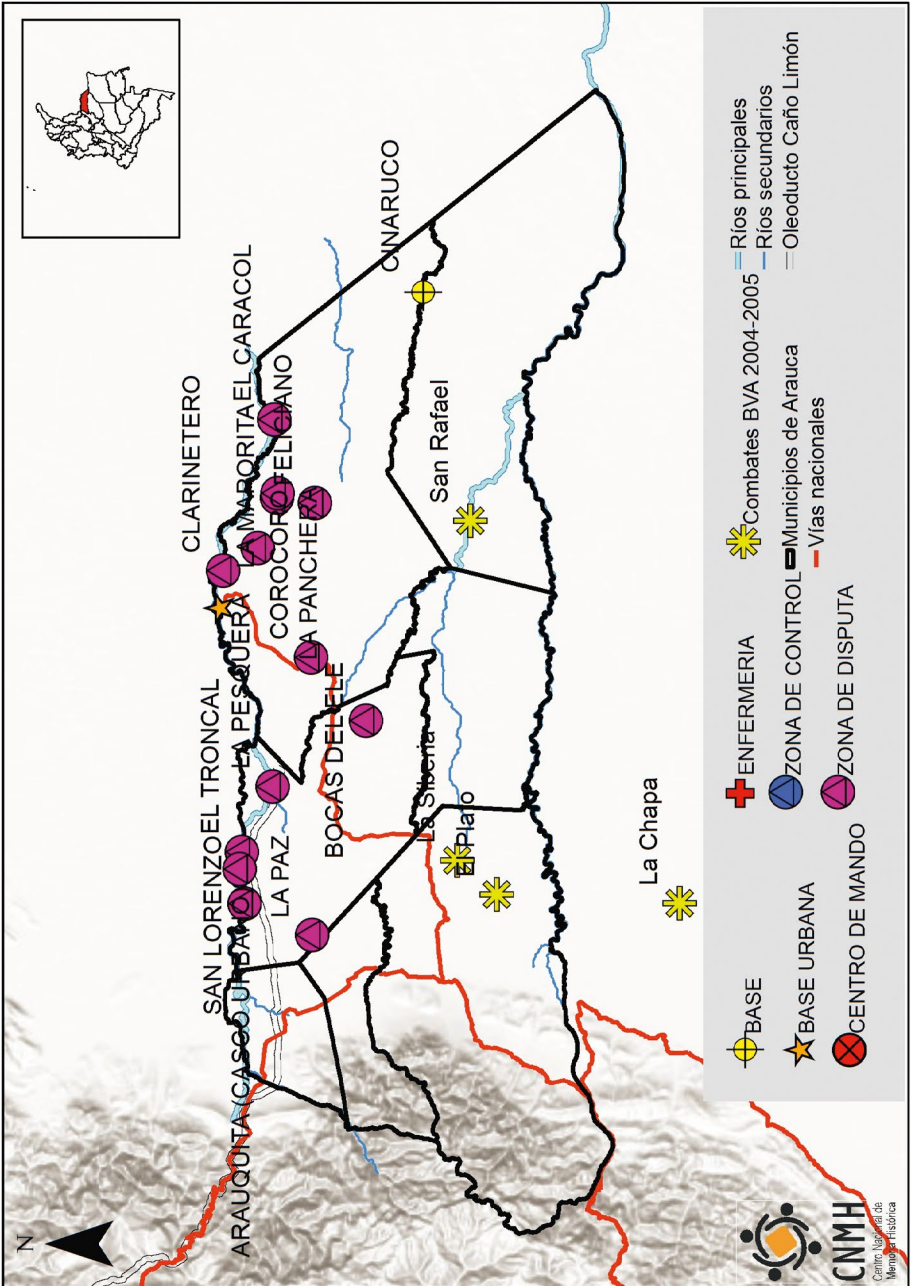 N
CLARINETERO
LA MAPORITA
EL CARACOL
COROCORO
FELICIANO
LA PANCHERA
CINARUCO
SAN LORENZO
EL TRONCAL
LA PESQUERA
ARAUQUITA (CASCO URBANO)
LA PAZ
BOCAS DEL ELE
San Rafael
La Siberia
El Plato
La Chapa
BASE
BASE URBANA
CENTRO DE MANDO
ENFERMERIA
ZONA DE CONTROL
ZONA DE DISPUTA
Combates BVA 2004-2005
Municipios de Arauca
Vías nacionales
Ríos principales
Ríos secundarios
Oleoducto Caño Limón
CNMH
Centro Nacional de
Memoria Histórica